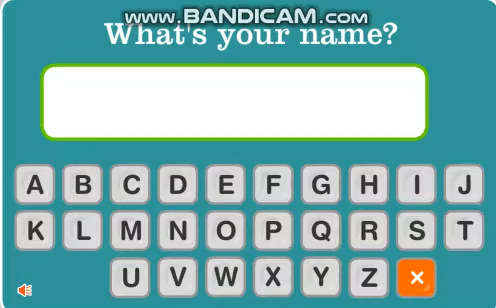 www.BANDICAM.com
What's your name?
A B C D E F G H I J
K L M N O P Q R S T
U V W X Y Z ×